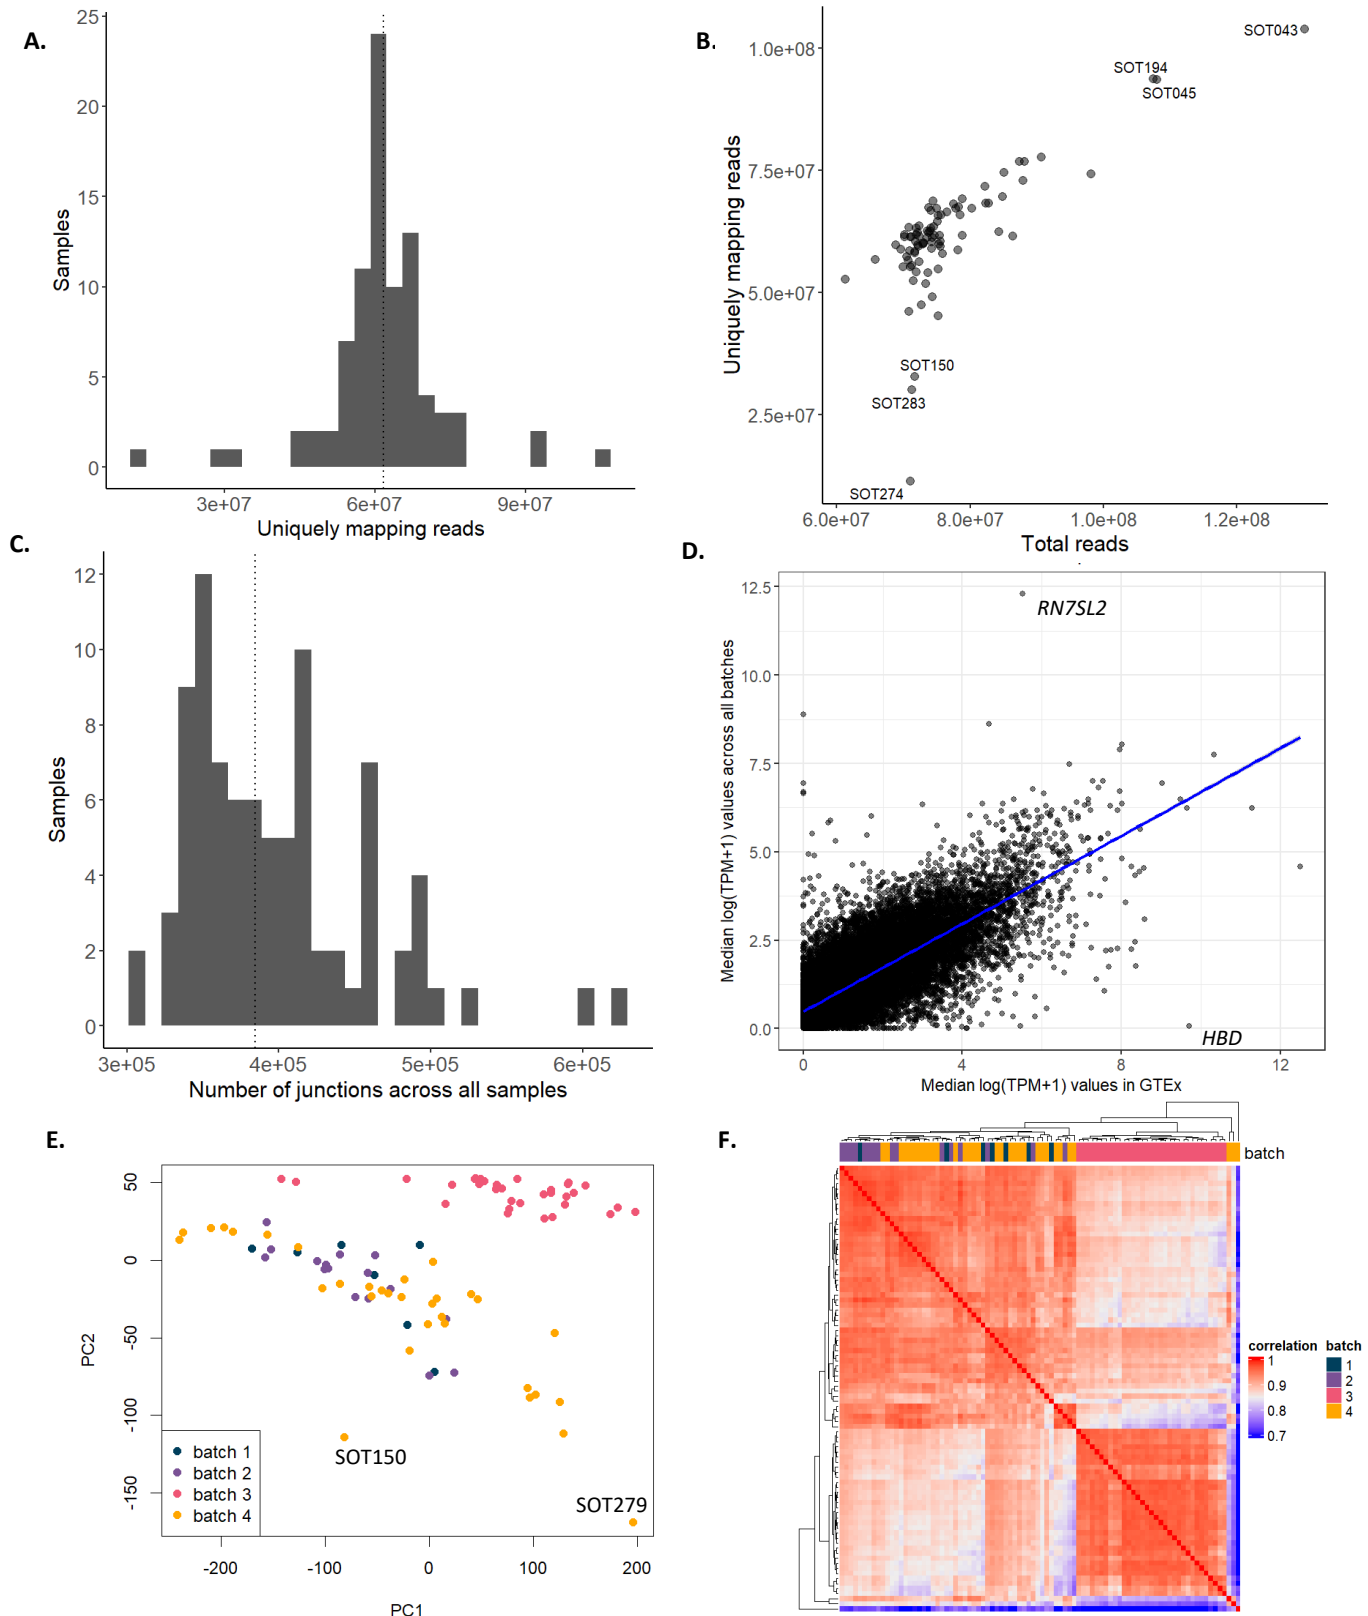 A.
25
20
15
10
5
0
Samples
3e+07
6e+07
9e+07
Uniquely mapping reads
B.
1.0e+08
7.5e+07
5.0e+07
2.5e+07
Uniquely mapping reads
SOT043
SOT194
SOT045
SOT150
SOT283
SOT274
6.0e+07
8.0e+07
1.0e+08
1.2e+08
Total reads
C.
12
10
8
6
4
2
0
Samples
3e+05
4e+05
5e+05
6e+05
Number of junctions across all samples
D.
12.5
10.0
7.5
5.0
2.5
0.0
Median log(TPM+1) values across all batches
RN7SL2
HBD
0
4
8
12
Median log(TPM+1) values in GTEx
E.
50
0
-50
-100
-150
PC2
SOT150
SOT279
batch 1
batch 2
batch 3
batch 4
-200
-100
0
100
200
PC1
F.
batch
correlation
1
0.9
0.8
0.7
batch
1
2
3
4